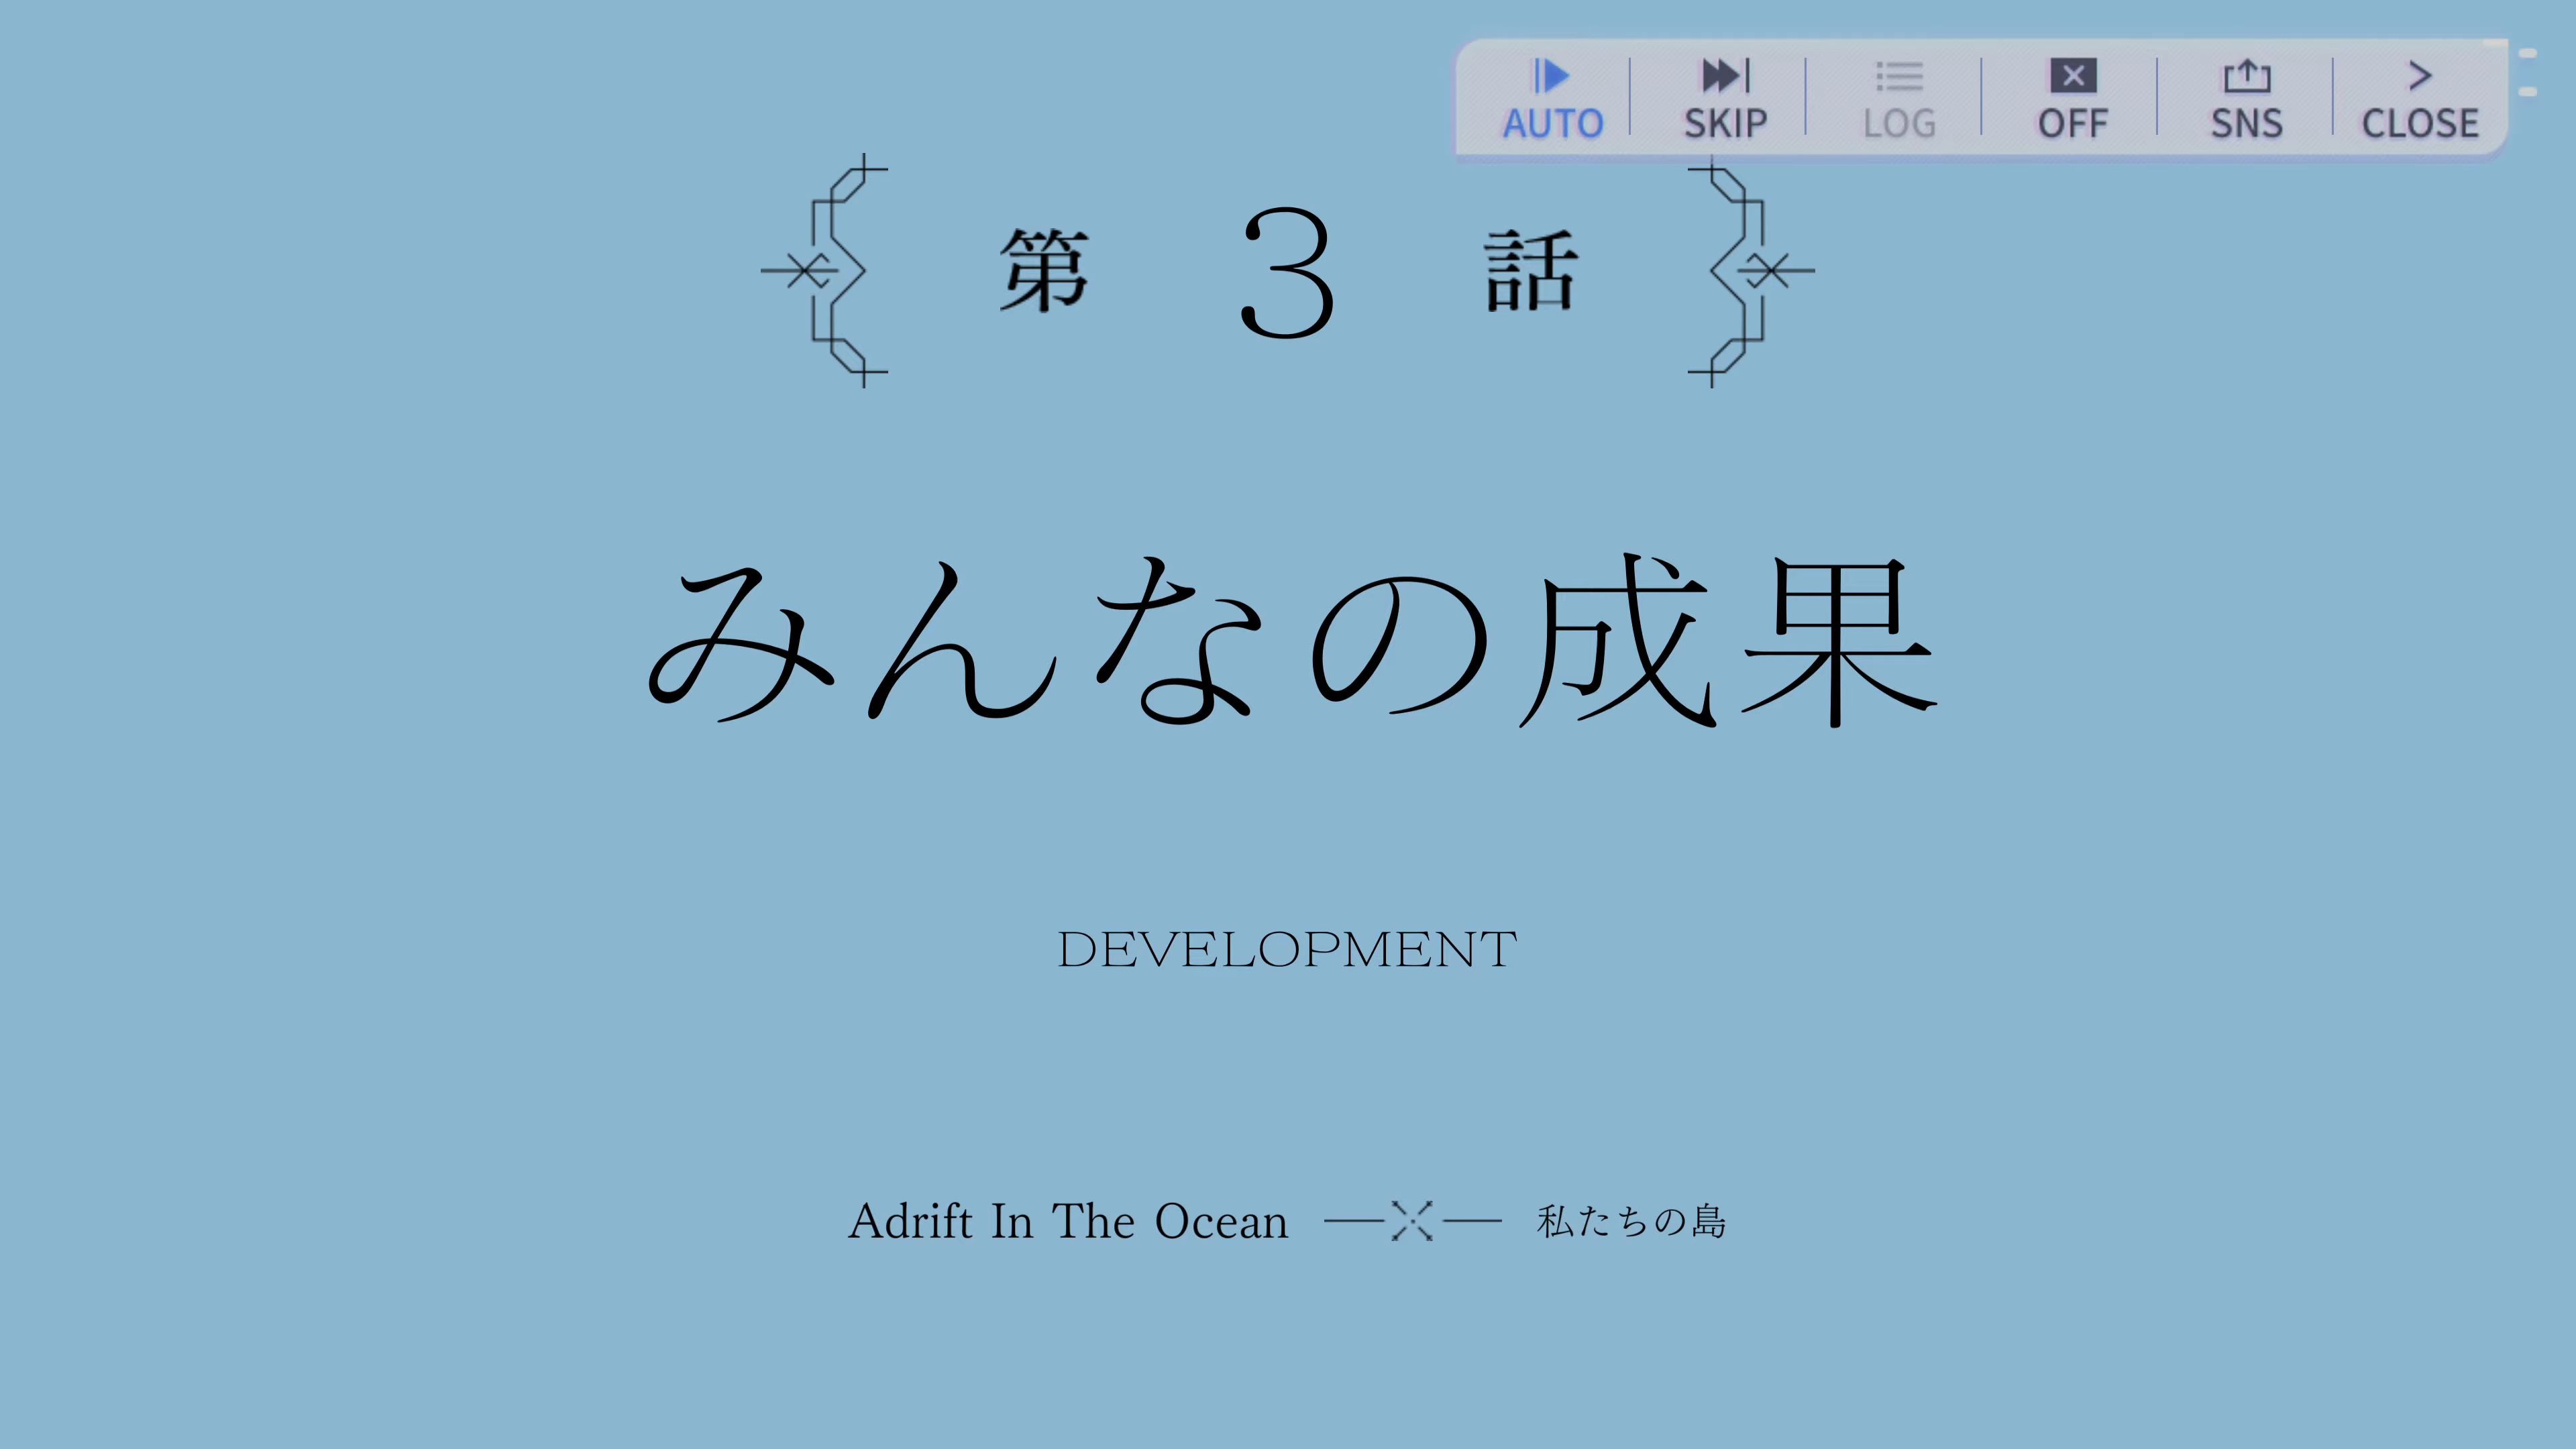 AUTO SKIP LOG OFF SNS CLOSE
第 3 話
みんなの成果
DEVELOPMENT
Adrift In The Ocean 私たちの島